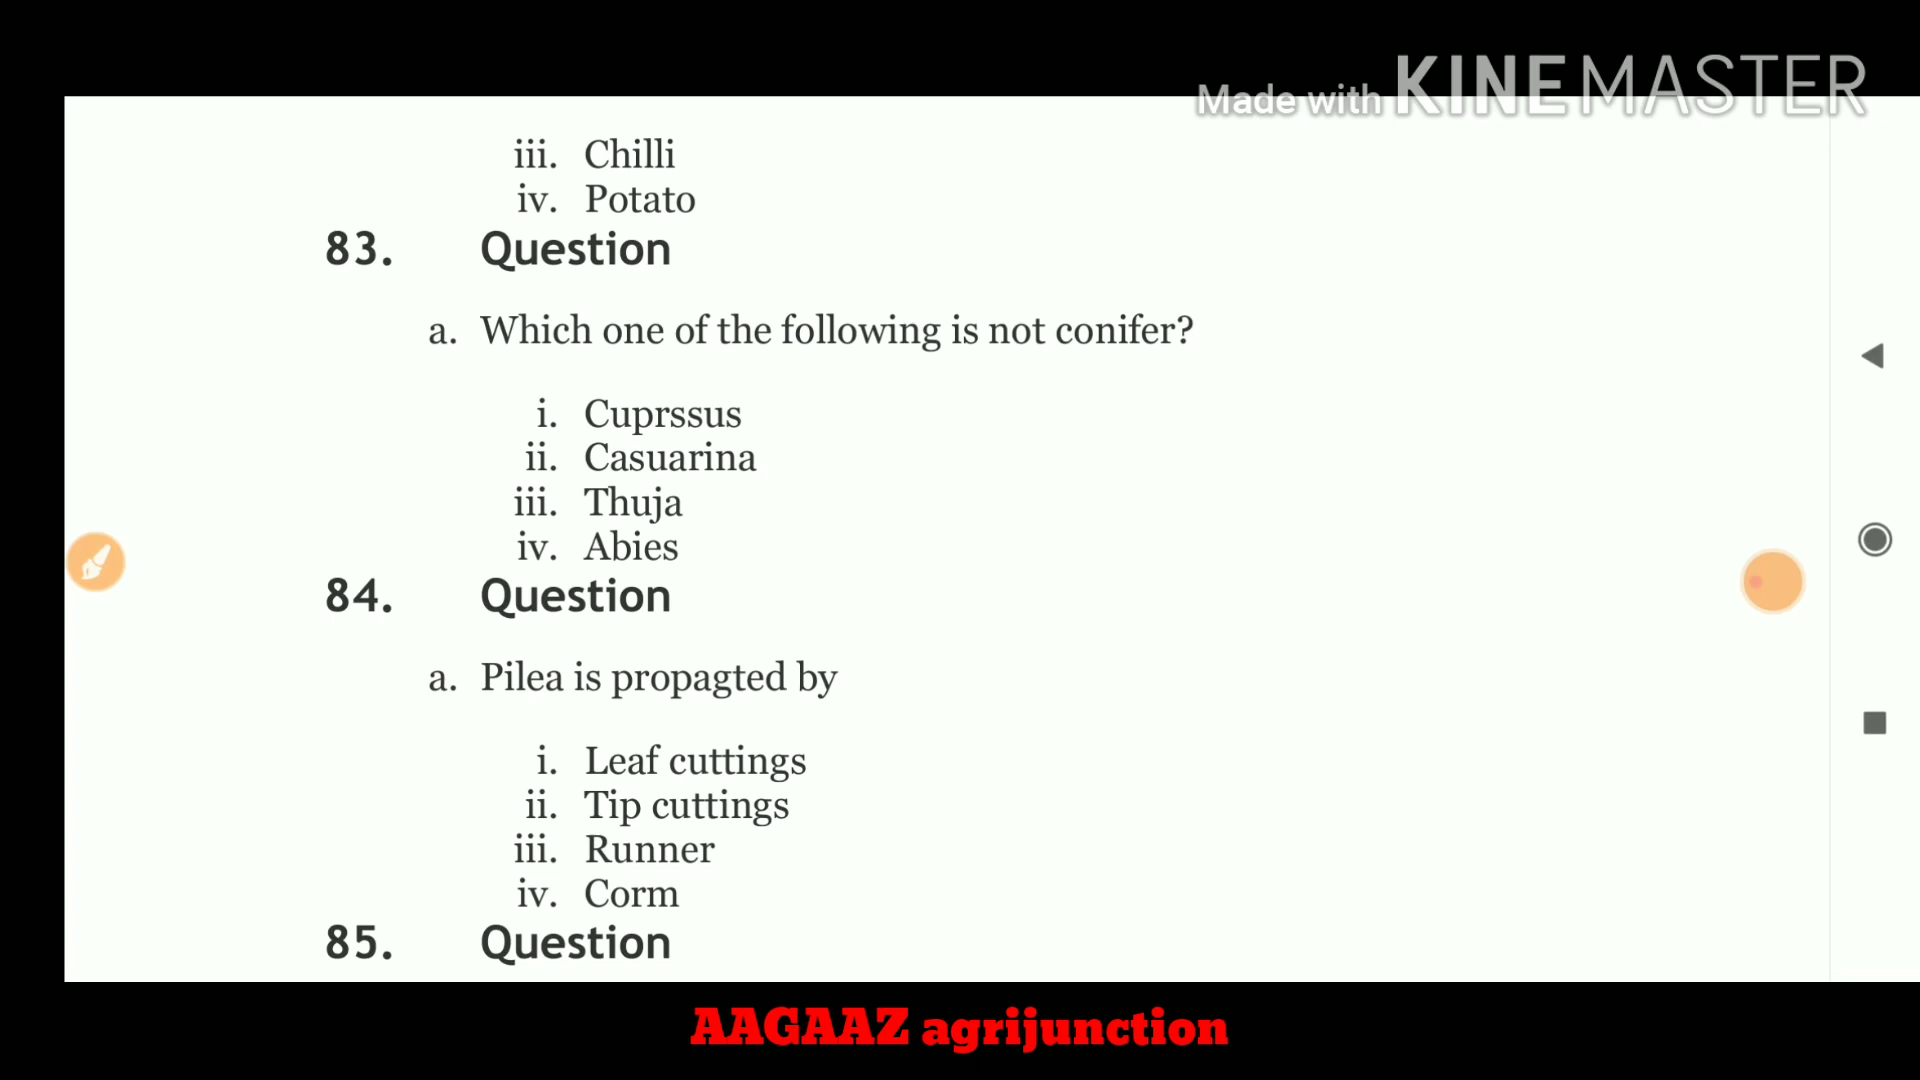 Made with KINEMASTER
iii. Chilli
iv. Potato
83. Question
a. Which one of the following is not conifer?
i. Cuprssus
ii. Casuarina
iii. Thuja
iv. Abies
84. Question
a. Pilea is propagted by
i. Leaf cuttings
ii. Tip cuttings
iii. Runner
iv. Corm
85. Question
AAGAAZ agrijunction